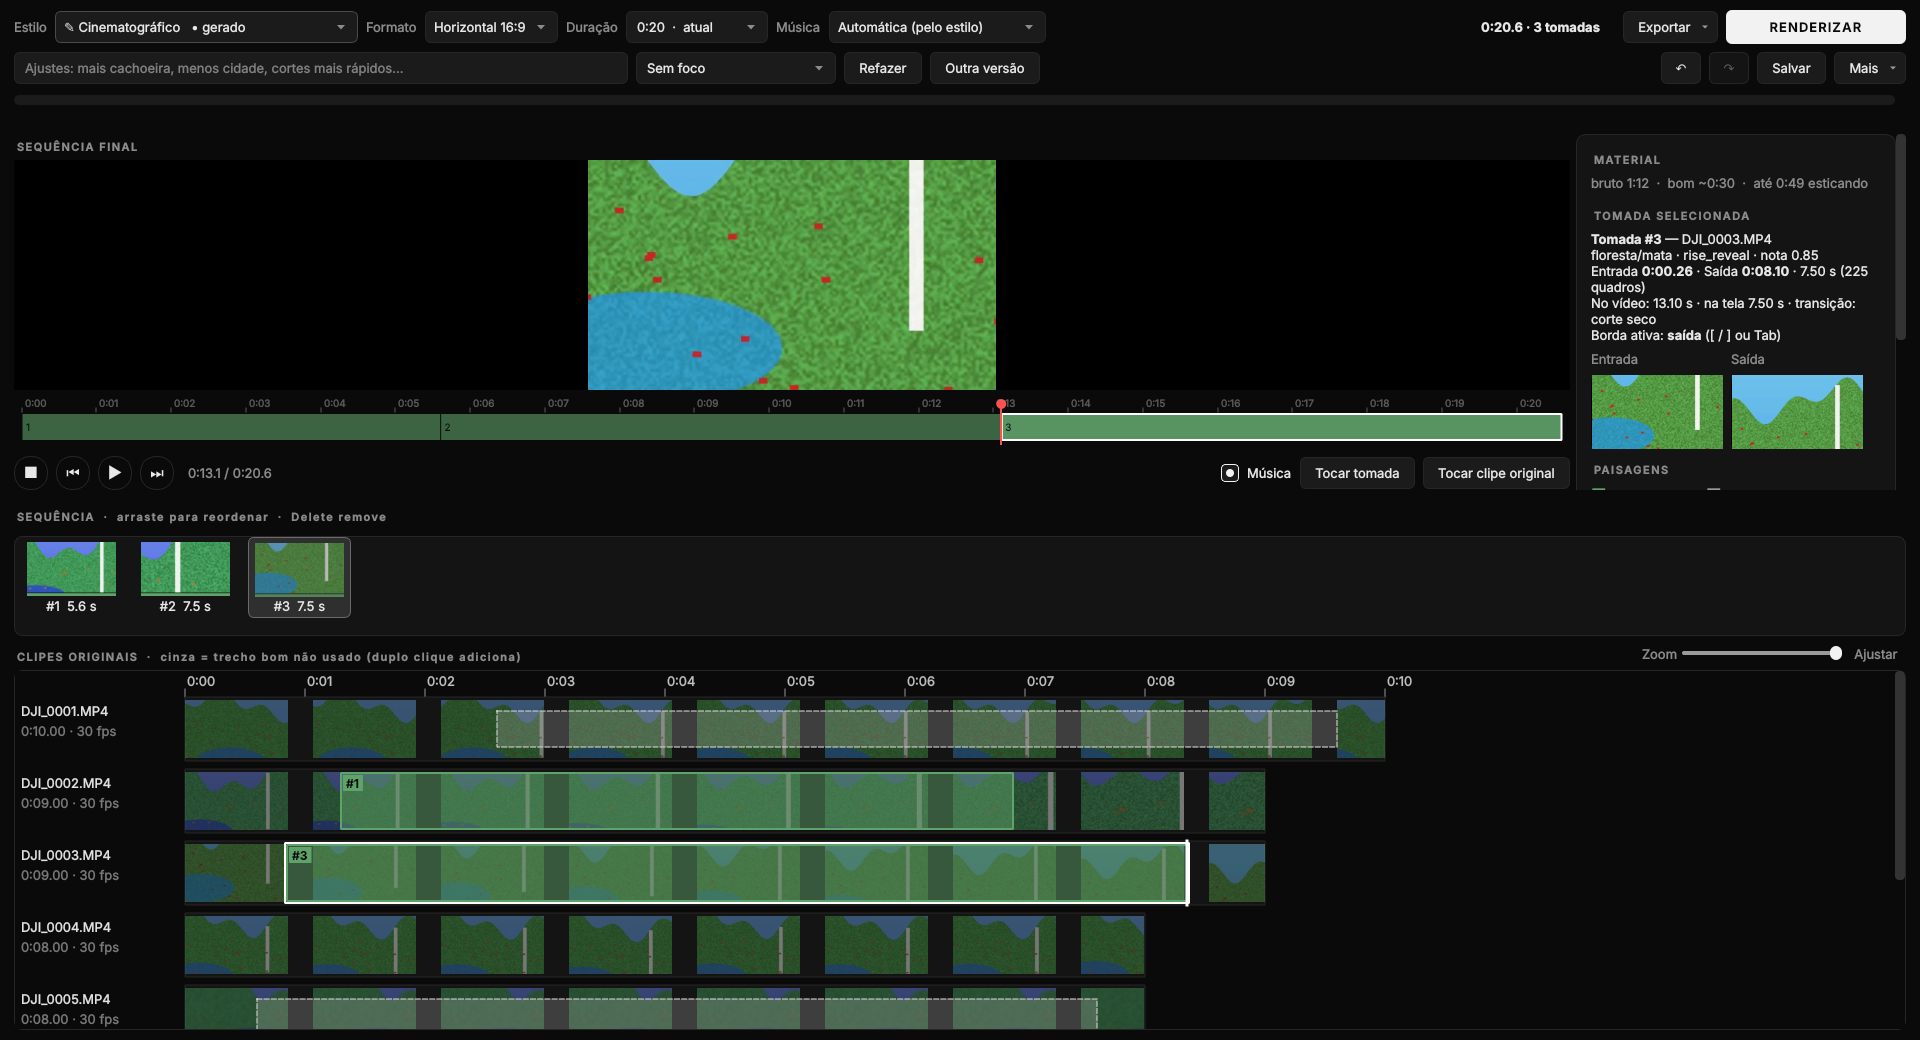 Estilo ✎ Cinematográfico • gerado Formato Horizontal 16:9 Duração 0:20 · atual Música Automática (pelo estilo) 0:20.6 · 3 tomadas Exportar RENDERIZAR
Ajustes: mais cachoeira, menos cidade, cortes mais rápidos... Sem foco Refazer Outra versão Salvar Mais
SEQUÊNCIA FINAL
MATERIAL
bruto 1:12 · bom ~0:30 · até 0:49 esticando
TOMADA SELECIONADA
Tomada #3 — DJI_0003.MP4
floresta/mata · rise_reveal · nota 0.85
Entrada 0:00.26 · Saída 0:08.10 · 7.50 s (225
quadros)
No vídeo: 13.10 s · na tela 7.50 s · transição:
corte seco
Borda ativa: saída ([ / ] ou Tab)
Entrada Saída
PAISAGENS
0:00 0:01 0:02 0:03 0:04 0:05 0:06 0:07 0:08 0:09 0:10 0:11 0:12 13 0:14 0:15 0:16 0:17 0:18 0:19 0:20
1 2 3
0:13.1 / 0:20.6 Música Tocar tomada Tocar clipe original
SEQUÊNCIA · arraste para reordenar · Delete remove
#1 5.6 s #2 7.5 s #3 7.5 s
CLIPES ORIGINAIS · cinza = trecho bom não usado (duplo clique adiciona) Zoom Ajustar
0:00 0:01 0:02 0:03 0:04 0:05 0:06 0:07 0:08 0:09 0:10
DJI_0001.MP4
0:10.00 · 30 fps
DJI_0002.MP4
0:09.00 · 30 fps
#1
DJI_0003.MP4
0:09.00 · 30 fps
#3
DJI_0004.MP4
0:08.00 · 30 fps
DJI_0005.MP4
0:08.00 · 30 fps